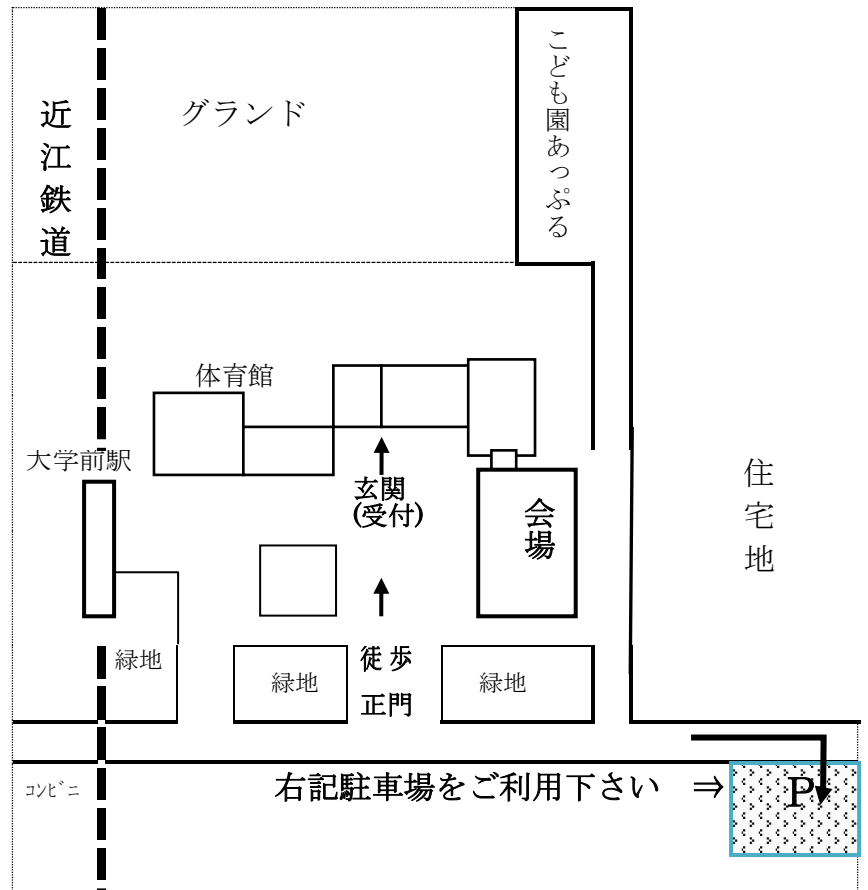 こども園あっぷる
グランド
近江鉄道
体育館
大学前駅
住宅地
玄関
(受付)
会場
徒歩
正門
緑地
緑地
緑地
右記駐車場をご利用下さい ⇒
P
ｺﾝﾋﾞﾆ